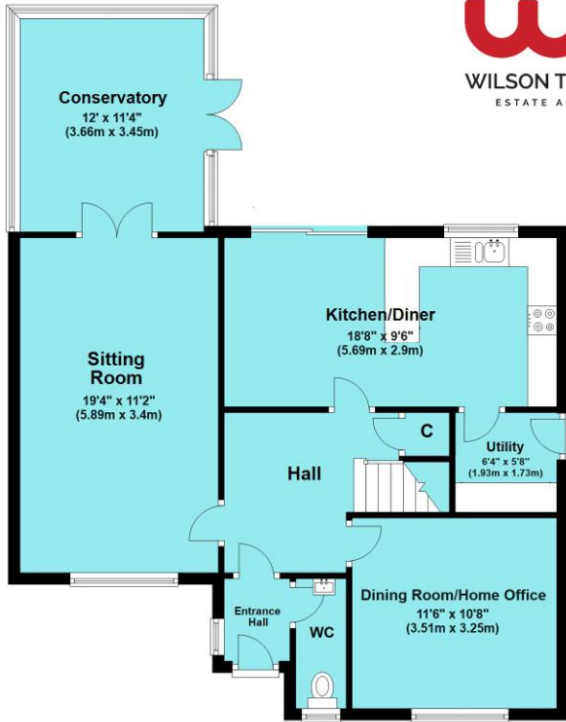 WILSON T
ESTATE A
Conservatory
12' x 11'4"
(3.66m x 3.45m)
Kitchen/Diner
18'8" x 9'6"
(5.69m x 2.9m)
Sitting
Room
19'4" x 11'2"
(5.89m x 3.4m)
C
Utility
6'4" x 5'8"
(1.93m x 1.73m)
Hall
Dining Room/Home Office
11'6" x 10'8"
(3.51m x 3.25m)
Entrance
Hall
WC